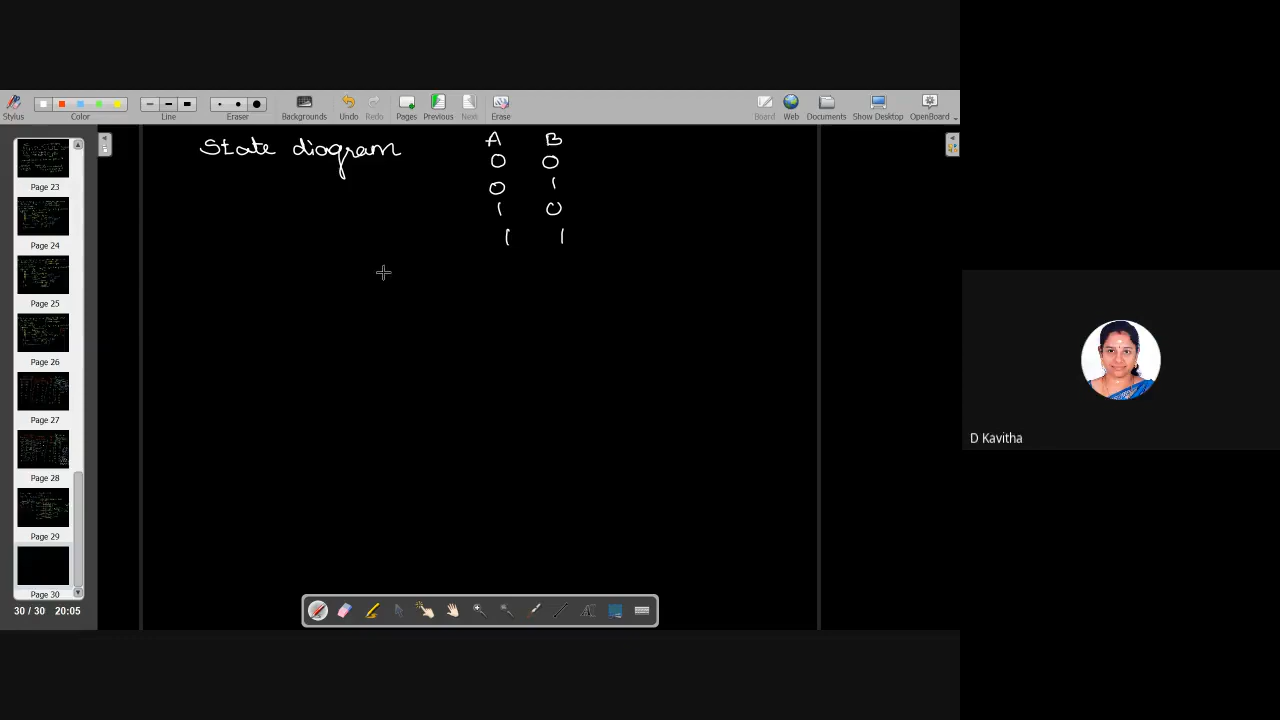 Stylus
Color
Line
Eraser
Backgrounds
Undo
Redo
Pages
Previous
Next
Erase
Board
Web
Documents
Show Desktop
OpenBoard
State diagram
A B
0 0
0 1
1 0
1 1
Page 23
Page 24
Page 25
Page 26
Page 27
Page 28
Page 29
Page 30
30 / 30 20:05
D Kavitha